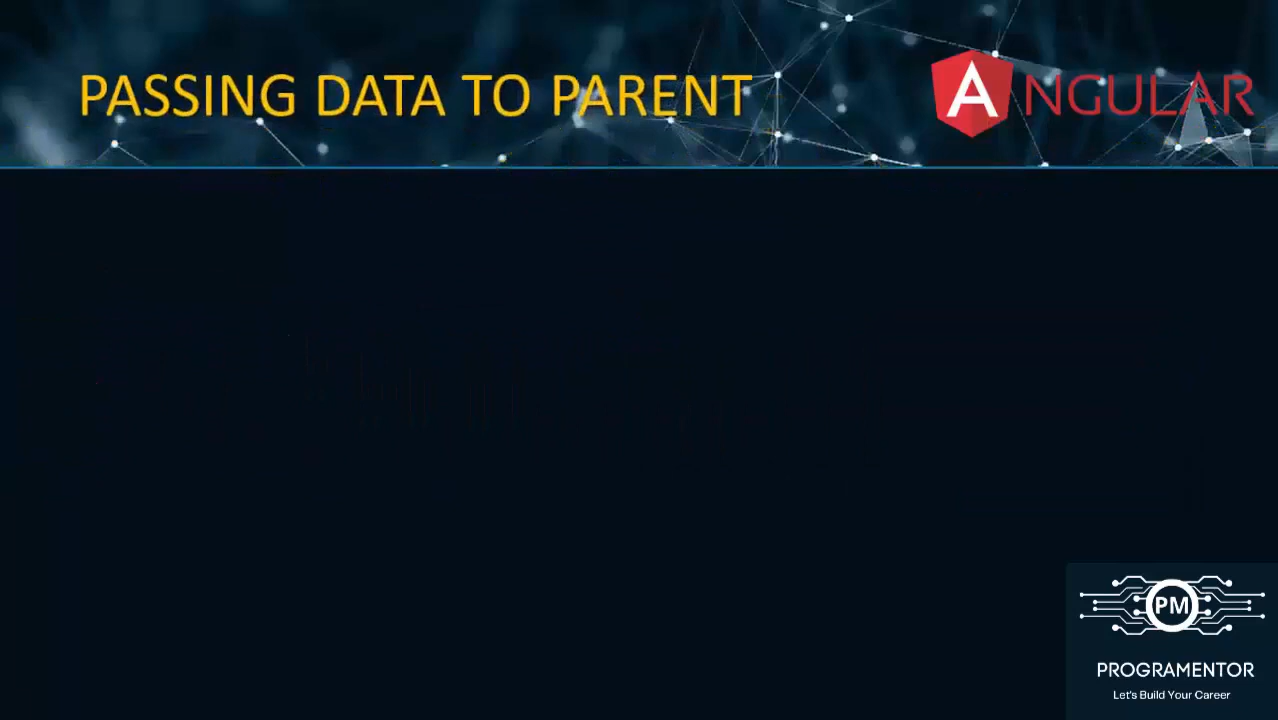 PASSING DATA TO PARENT
ANGULAR
PM
PROGRAMENTOR
Let's Build Your Career